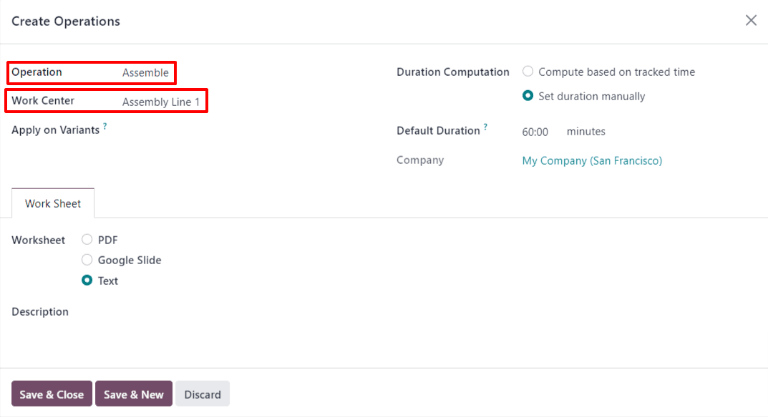 Create Operations
Operation Assemble
Work Center Assembly Line 1
Apply on Variants ?
Duration Computation Compute based on tracked time
Set duration manually
Default Duration ? 60:00 minutes
Company My Company (San Francisco)
Work Sheet
Worksheet PDF
Google Slide
Text
Description
Save & Close Save & New Discard